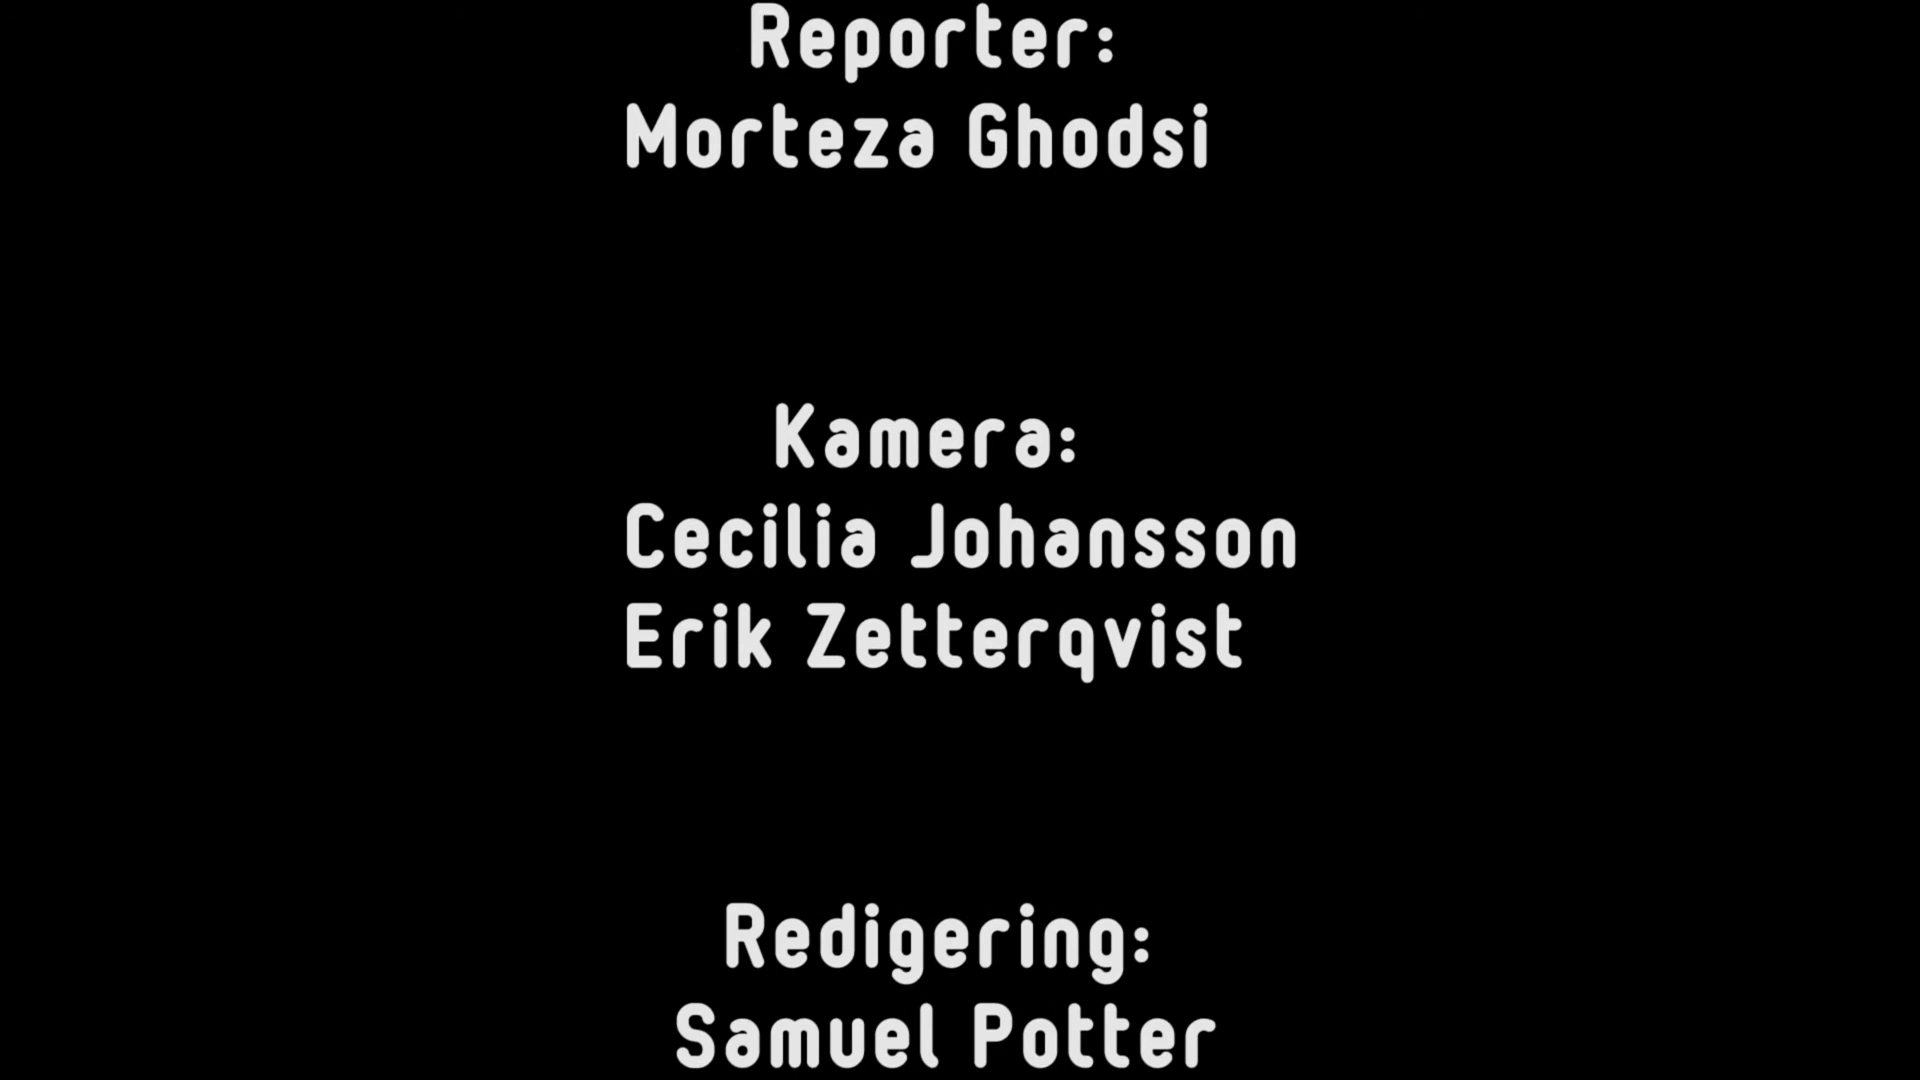 Reporter:
Morteza Ghodsi
Kamera:
Cecilia Johansson
Erik Zetterqvist
Redigering:
Samuel Potter